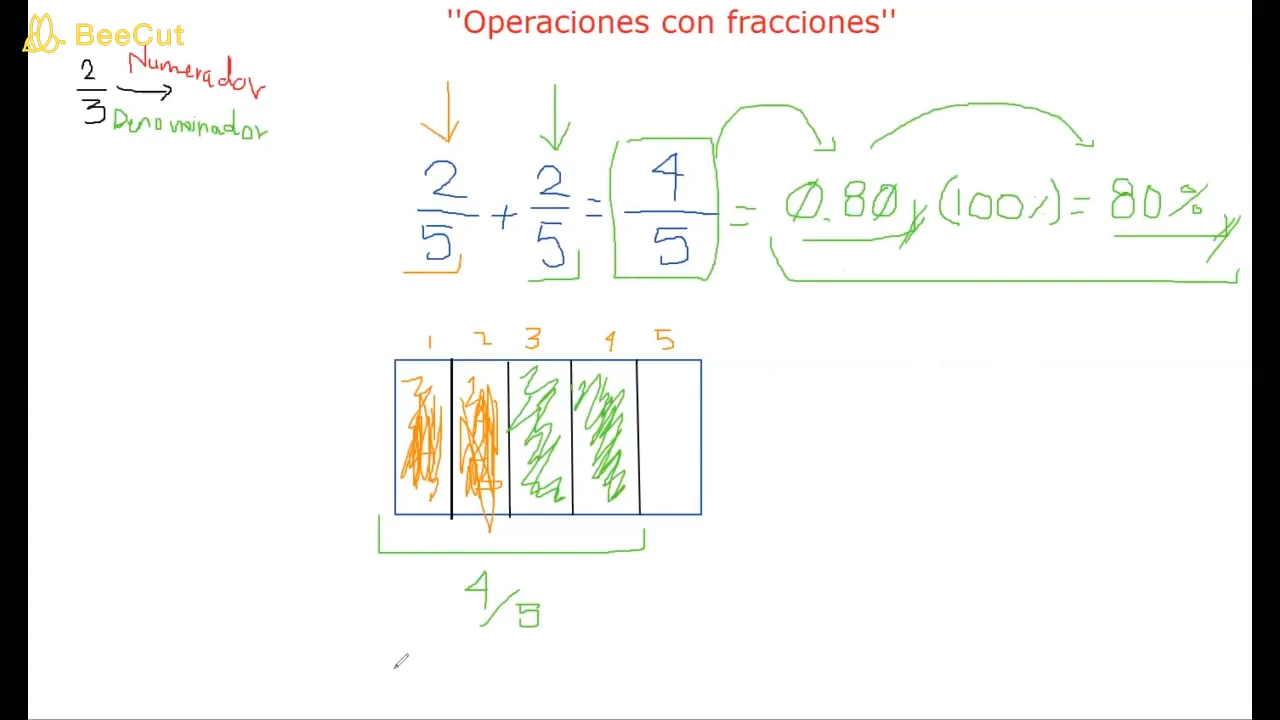 ''Operaciones con fracciones''
BeeCut
2/3 Numerador
Denominador
2/5 + 2/5 = 4/5 = 0.80 (100%) = 80%
1 2 3 4 5
4/5